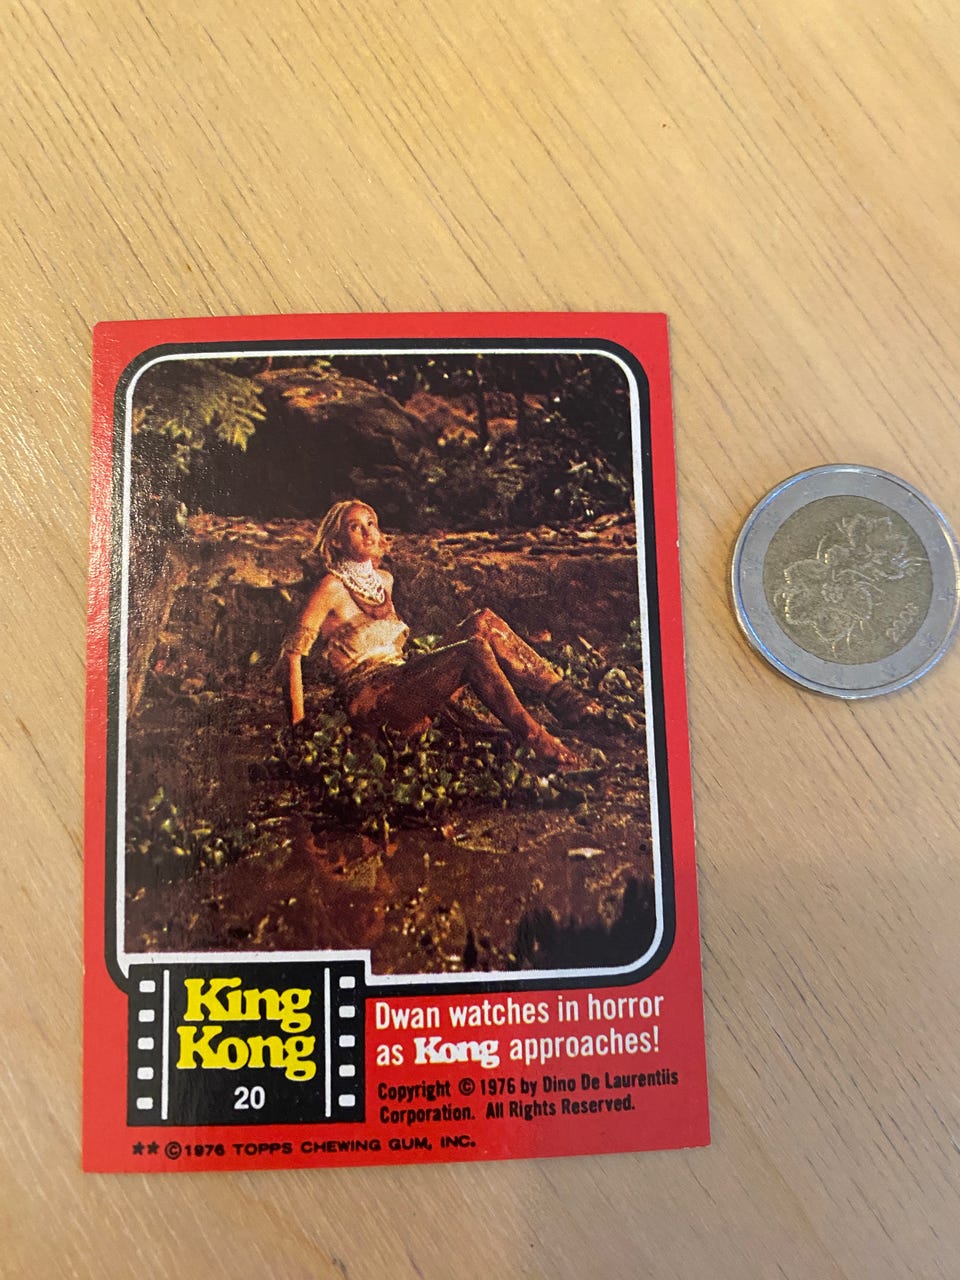 King
Kong
20
Dwan watches in horror
as Kong approaches!
Copyright © 1976 by Dino De Laurentiis
Corporation. All Rights Reserved.
★★ ©1976 TOPPS CHEWING GUM, INC.